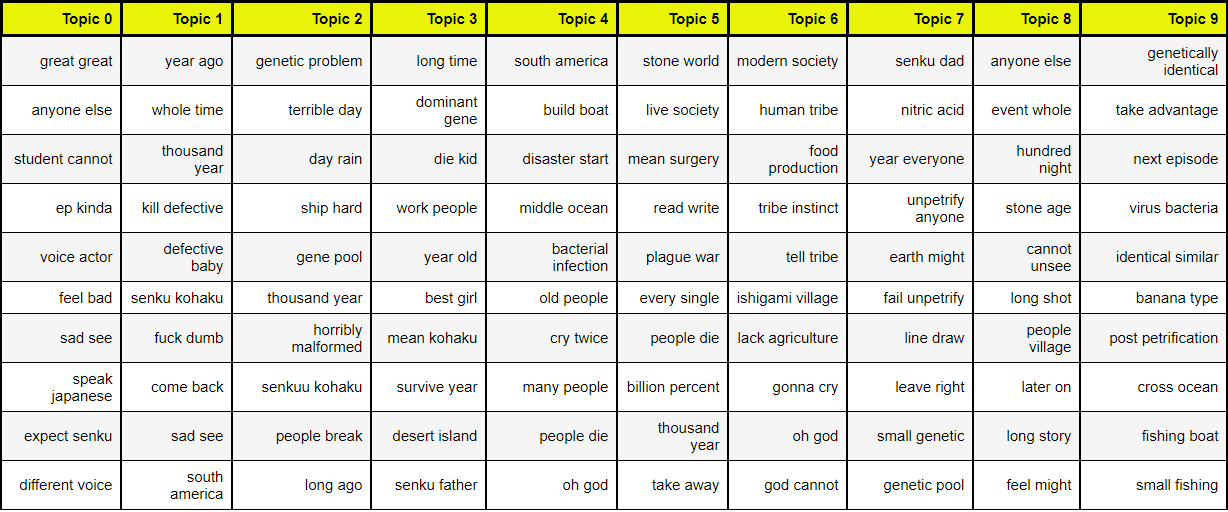 Topic 0 Topic 1 Topic 2 Topic 3 Topic 4 Topic 5 Topic 6 Topic 7 Topic 8 Topic 9
great great year ago genetic problem long time south america stone world modern society senku dad anyone else genetically identical
anyone else whole time terrible day dominant gene build boat live society human tribe nitric acid event whole take advantage
student cannot thousand year day rain die kid disaster start mean surgery food production year everyone hundred night next episode
ep kinda kill defective ship hard work people middle ocean read write tribe instinct unpetrify anyone stone age virus bacteria
voice actor defective baby gene pool year old bacterial infection plague war tell tribe earth might cannot unsee identical similar
feel bad senku kohaku thousand year best girl old people every single ishigami village fail unpetrify long shot banana type
sad see fuck dumb horribly malformed mean kohaku cry twice people die lack agriculture line draw people village post petrification
speak japanese come back senkuu kohaku survive year many people billion percent gonna cry leave right later on cross ocean
expect senku sad see people break desert island people die thousand year oh god small genetic long story fishing boat
different voice south america long ago senku father oh god take away god cannot genetic pool feel might small fishing